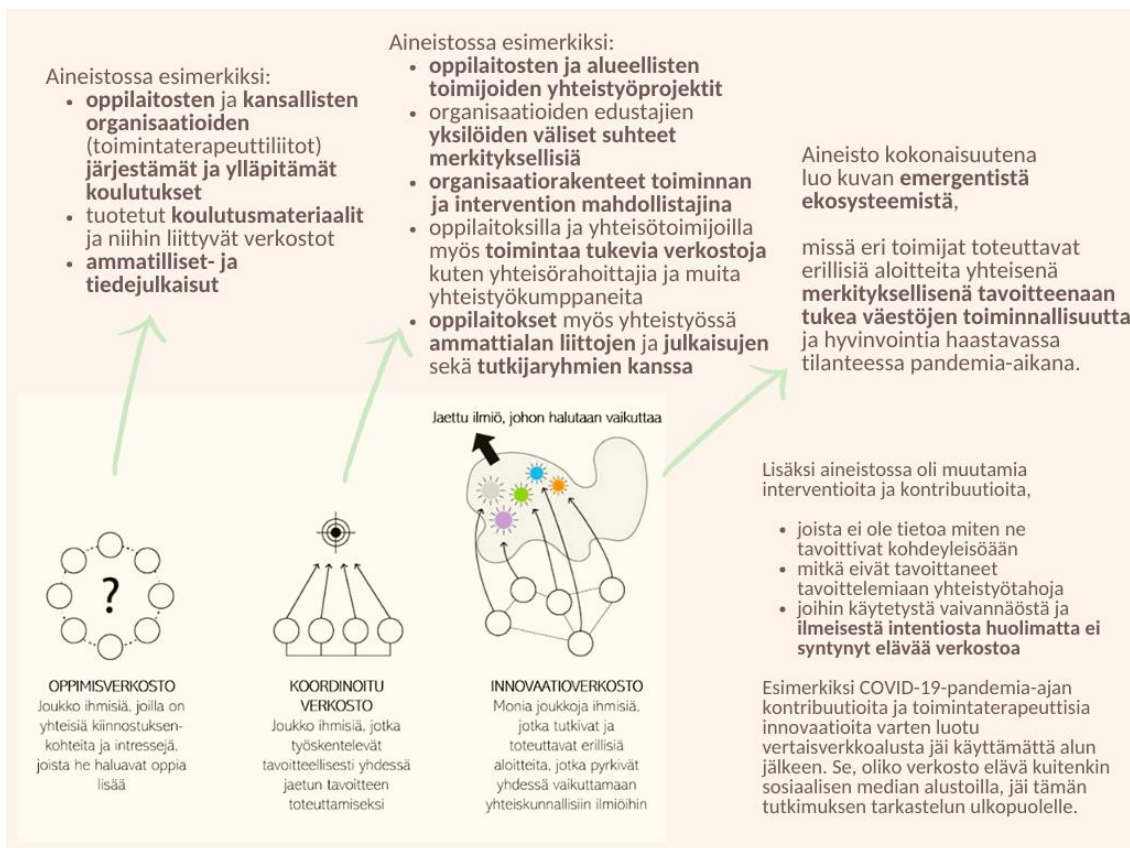 Aineistossa esimerkiksi:
• oppilaitosten ja kansallisten
organisaatioiden
(toimintaterapeuttiliitot)
järjestämät ja ylläpitämät
koulutukset
• tuotetut koulutusmateriaalit
ja niihin liittyvät verkostot
• ammatilliset- ja
tiedejulkaisut
Aineistossa esimerkiksi:
• oppilaitosten ja alueellisten
toimijoiden yhteistyöprojektit
• organisaatioiden edustajien
yksilöiden väliset suhteet
merkityksellisiä
• organisaatiorakenteet toiminnan
ja intervention mahdollistajina
• oppilaitoksilla ja yhteisötoimijoilla
myös toimintaa tukevia verkostoja
kuten yhteisörahoittajia ja muita
yhteistyökumppaneita
• oppilaitokset myös yhteistyössä
ammattialan liittojen ja julkaisujen
sekä tutkijaryhmien kanssa
Aineisto kokonaisuutena
luo kuvan emergentistä
ekosysteemistä,
missä eri toimijat toteuttavat
erillisiä aloitteita yhteisenä
merkityksellisenä tavoitteenaan
tukea väestöjen toiminnallisuutta
ja hyvinvointia haastavassa
tilanteessa pandemia-aikana.
Jaettu ilmiö, johon halutaan vaikuttaa
?
OPPIMISVERKOSTO
Joukko ihmisiä, joilla on
yhteisiä kiinnostuksen-
kohteita ja intressejä,
joista he haluavat oppia
lisää
KOORDINOITU
VERKOSTO
Joukko ihmisiä, jotka
työskentelevät
tavoitteellisesti yhdessä
jaetun tavoitteen
toteuttamiseksi
INNOVAATIOVERKOSTO
Monia joukkoja ihmisiä,
jotka tutkivat ja
toteuttavat erillisiä
aloitteita, jotka pyrkivät
yhdessä vaikuttamaan
yhteiskunnallisiin ilmiöihin
Lisäksi aineistossa oli muutamia
interventioita ja kontribuutioita,
• joista ei ole tietoa miten ne
tavoittivat kohdeyleisöään
• mitkä eivät tavoittaneet
tavoittelemiaan yhteistyötahoja
• joihin käytetystä vaivannäöstä ja
ilmeisestä intentiosta huolimatta ei
syntynyt elävää verkostoa
Esimerkiksi COVID-19-pandemia-ajan
kontribuutioita ja toimintaterapeuttisia
innovaatioita varten luotu
vertaisverkkoalusta jäi käyttämättä alun
jälkeen. Se, oliko verkosto elävä kuitenkin
sosiaalisen median alustoilla, jäi tämän
tutkimuksen tarkastelun ulkopuolelle.